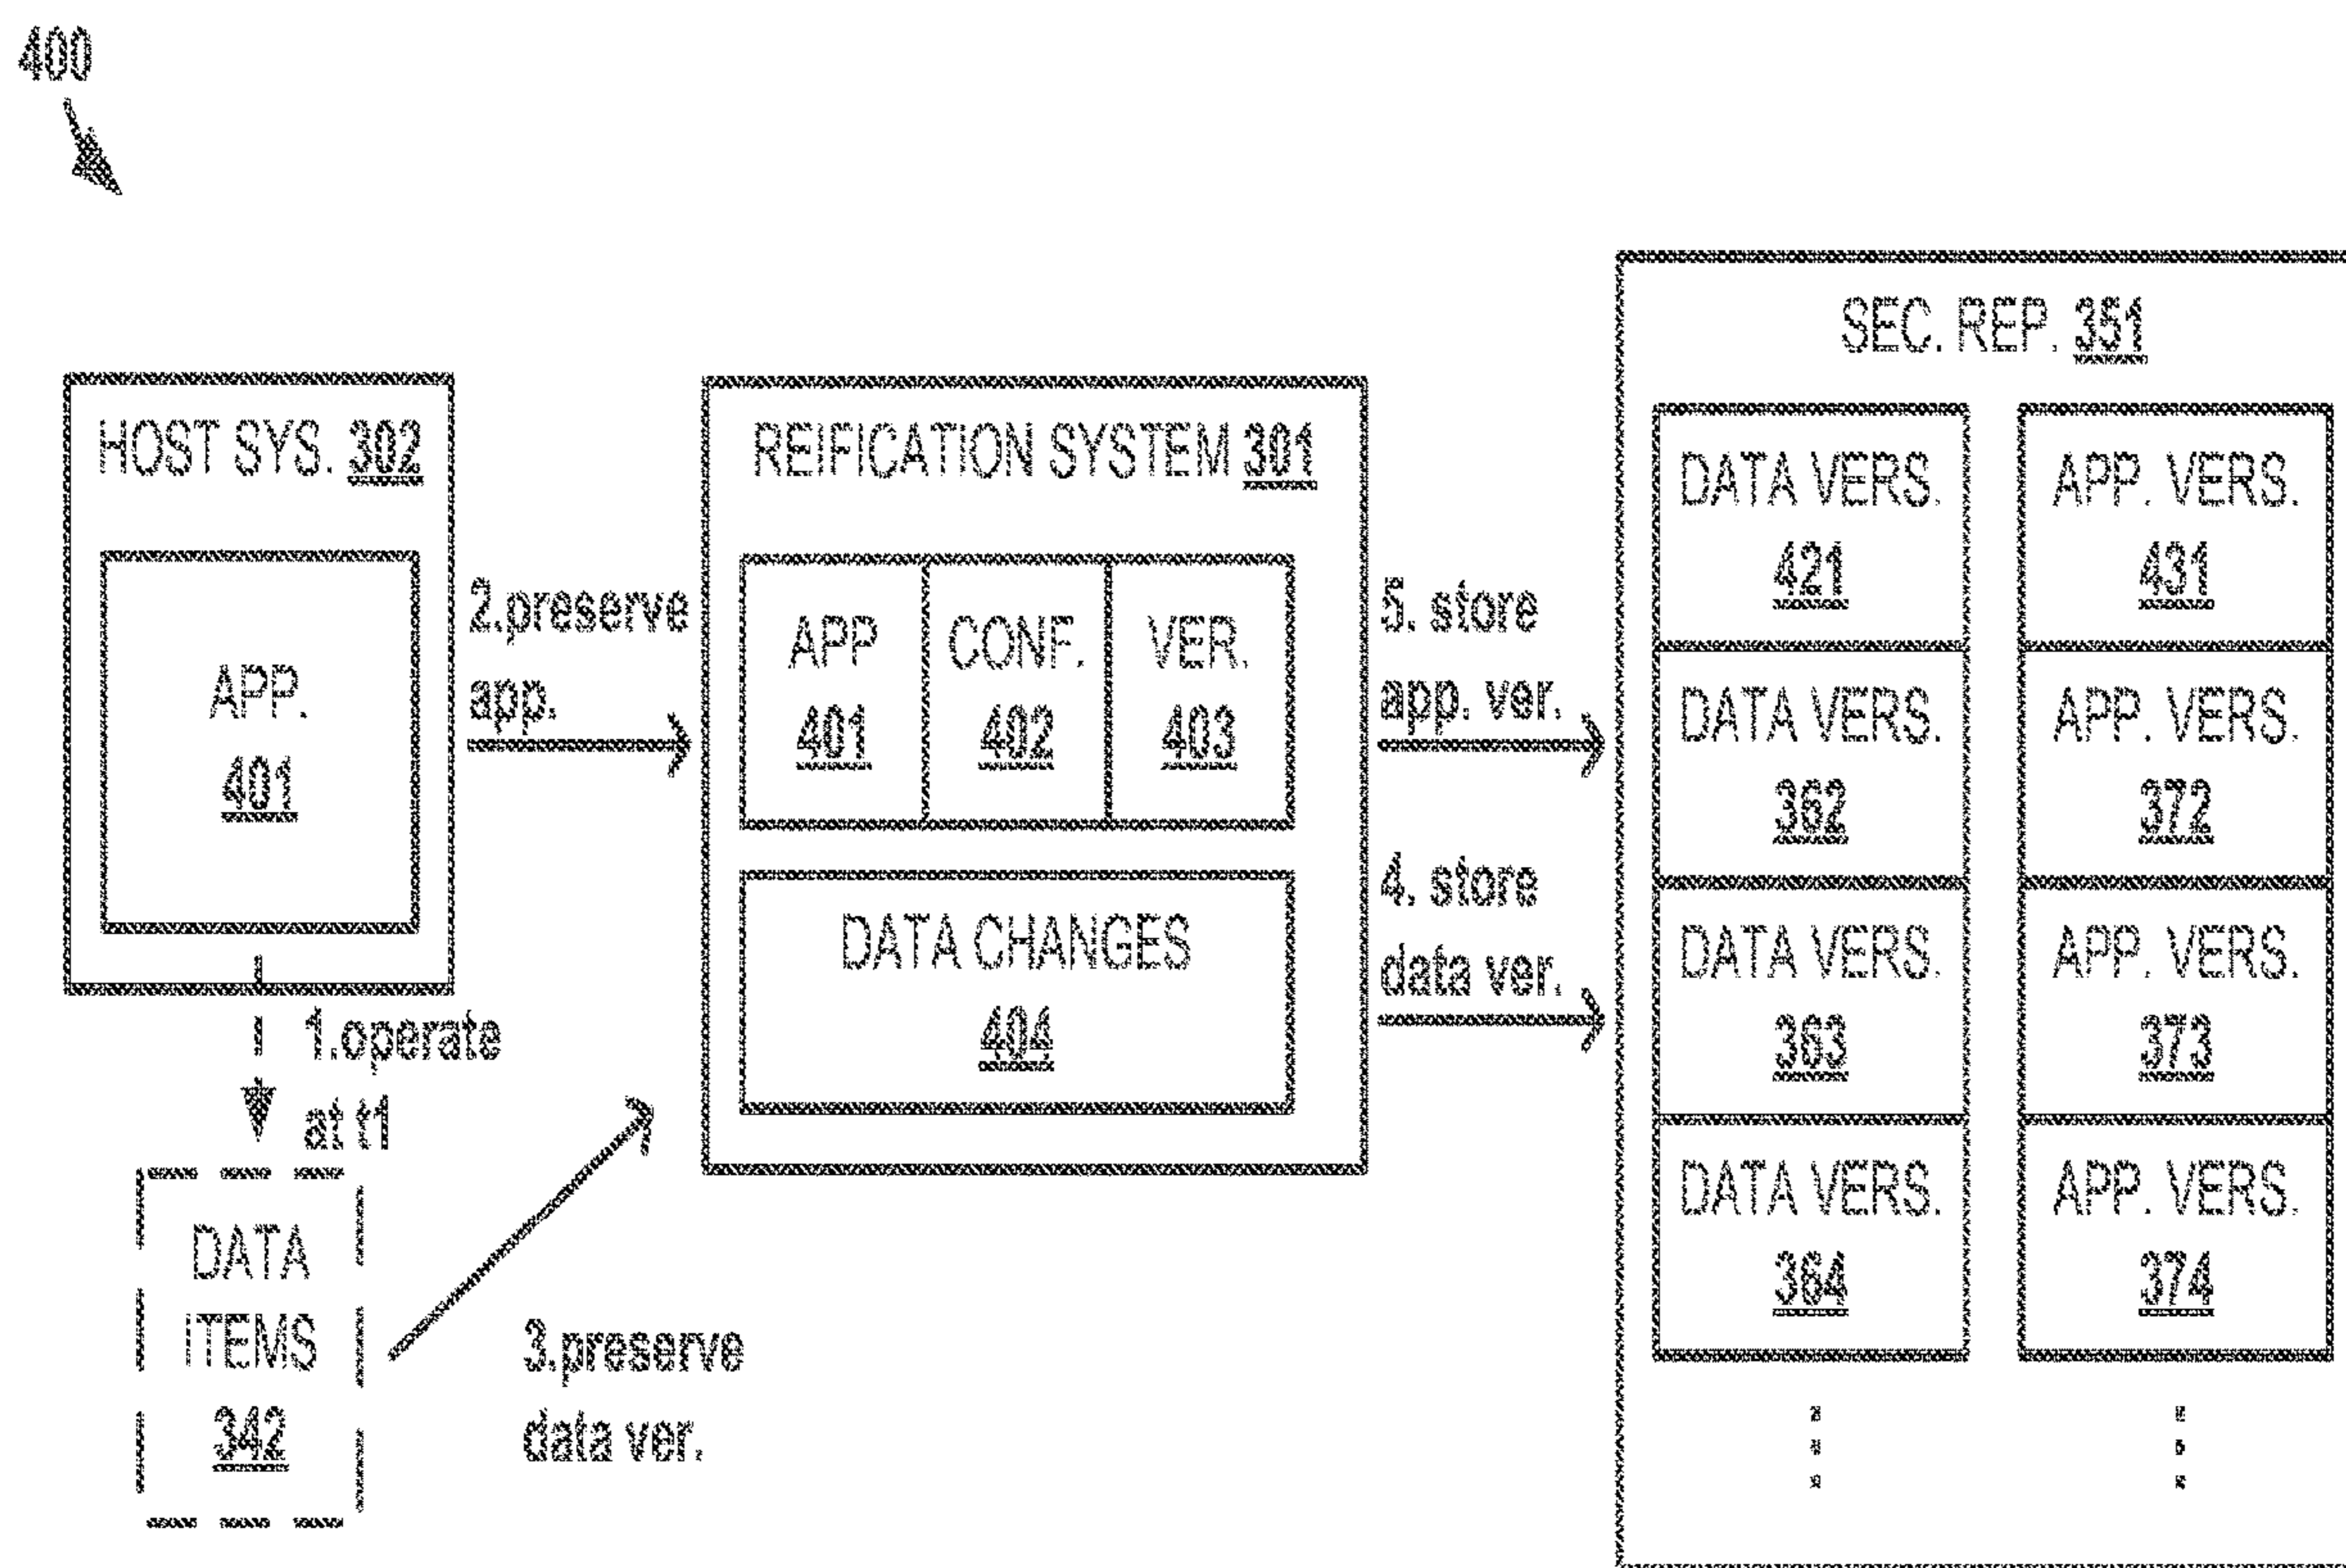 400
HOST SYS. 302
APP.
401
1.operate
at t1
DATA
ITEMS
342
2.preserve
app.
3.preserve
data ver.
REIFICATION SYSTEM 301
APP
401
CONF.
402
VER.
403
DATA CHANGES
404
5. store
app. ver.
4. store
data ver.
SEC. REP. 351
DATA VERS.
421
DATA VERS.
362
DATA VERS.
363
DATA VERS.
364
APP. VERS.
431
APP. VERS.
372
APP. VERS.
373
APP. VERS.
374